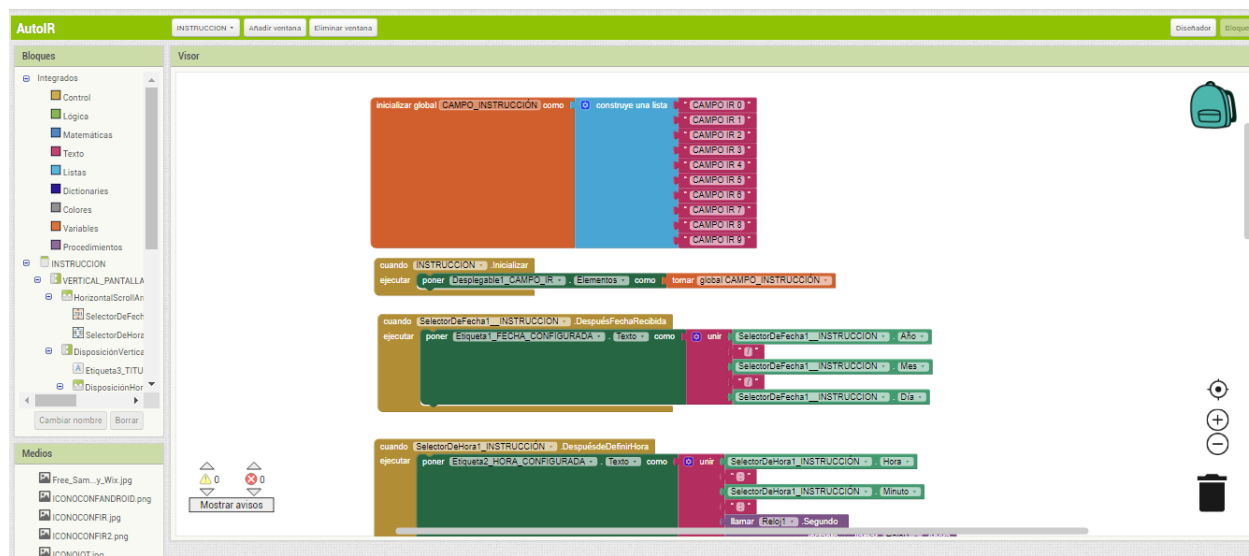 AutoIR
INSTRUCCION
Añadir ventana
Eliminar ventana
Diseñador
Bloques
Bloques
Visor
Integrados
Control
Lógica
Matemáticas
Texto
Listas
Dictionaries
Colores
Variables
Procedimientos
INSTRUCCION
VERTICAL_PANTALLA
HorizontalScrollArr
SelectorDeFech
SelectorDeHora
DisposiciónVertica
Etiqueta3_TITU
DisposiciónHor
Cambiar nombre
Borrar
Medios
Free_Sam...y_Wix.jpg
ICONOCONFANDROID.png
ICONOCONFIR.jpg
ICONOCONFIR2.png
ICONOIOT.jpg
inicializar global CAMPO_INSTRUCCIÓN como construye una lista " CAMPO IR 0 "
" CAMPO IR 1 "
" CAMPO IR 2 "
" CAMPO IR 3 "
" CAMPO IR 4 "
" CAMPO IR 5 "
" CAMPO IR 6 "
" CAMPO IR 7 "
" CAMPO IR 8 "
" CAMPO IR 9 "
cuando INSTRUCCION .Inicializar
ejecutar poner Desplegable1_CAMPO_IR . Elementos como tomar global CAMPO_INSTRUCCIÓN
cuando SelectorDeFecha1__INSTRUCCION .DespuésFechaRecibida
ejecutar poner Etiqueta1_FECHA_CONFIGURADA . Texto como unir SelectorDeFecha1__INSTRUCCION . Año
" / "
SelectorDeFecha1__INSTRUCCION . Mes
" / "
SelectorDeFecha1__INSTRUCCION . Día
cuando SelectorDeHora1_INSTRUCCIÓN .DespuésdeDefinirHora
ejecutar poner Etiqueta2_HORA_CONFIGURADA . Texto como unir SelectorDeHora1_INSTRUCCIÓN . Hora
" : "
SelectorDeHora1_INSTRUCCIÓN . Minuto
" : "
llamar Reloj1 .Segundo
0
0
Mostrar avisos